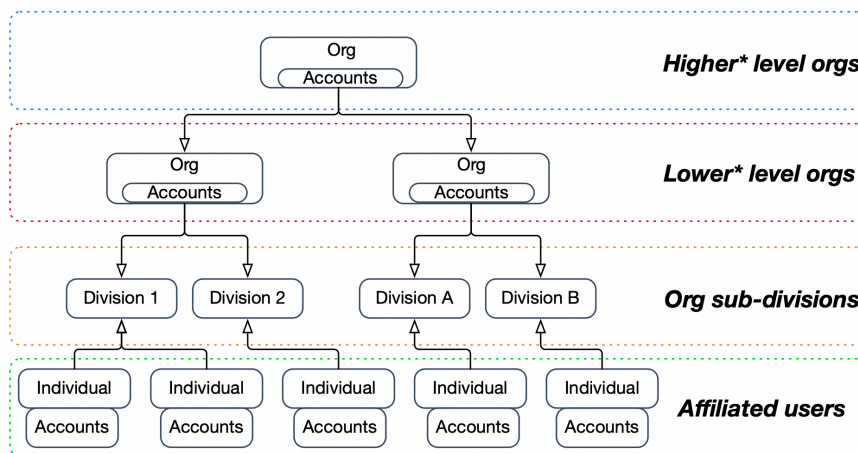 Org
Accounts
Higher* level orgs
Org
Accounts
Org
Accounts
Lower* level orgs
Division 1
Division 2
Division A
Division B
Org sub-divisions
Individual
Accounts
Individual
Accounts
Individual
Accounts
Individual
Accounts
Individual
Accounts
Affiliated users